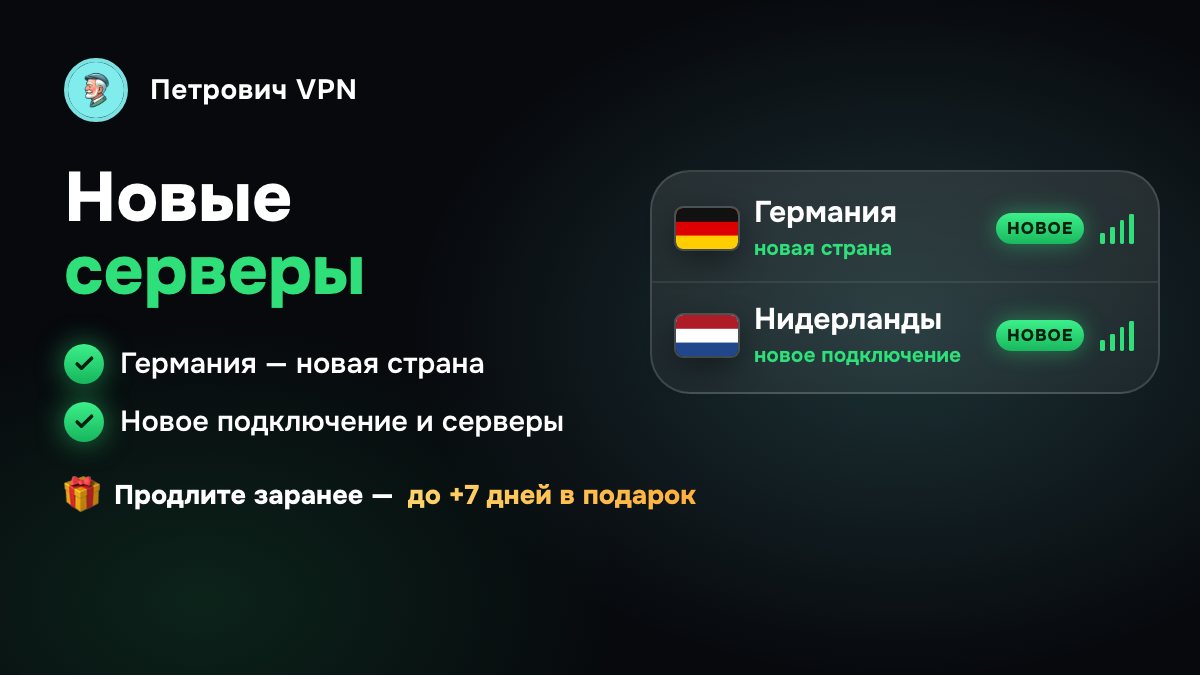 Петрович VPN
Новые
серверы
Германия — новая страна
Новое подключение и серверы
Продлите заранее — до +7 дней в подарок
Германия
новая страна
НОВОЕ
Нидерланды
новое подключение
НОВОЕ